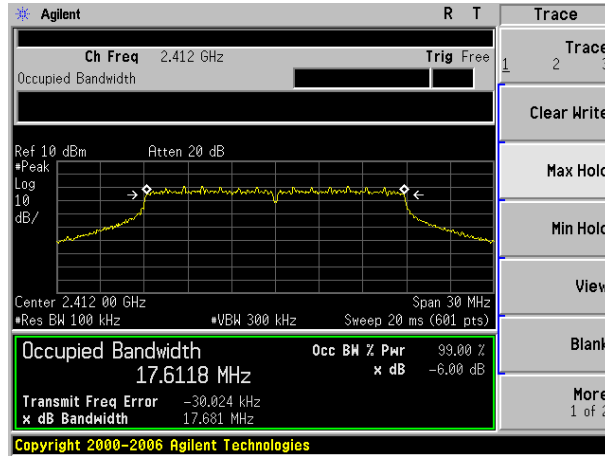 Agilent R T Trace
Ch Freq 2.412 GHz Trig Free
Occupied Bandwidth
Trace
1 2 3
Clear Write
Max Hold
Min Hold
View
Blank
More
1 of 2
Ref 10 dBm Atten 20 dB
#Peak
Log
10
dB/
Center 2.412 00 GHz Span 30 MHz
#Res BW 100 kHz #VBW 300 kHz Sweep 20 ms (601 pts)
Occupied Bandwidth Occ BW % Pwr 99.00 %
17.6118 MHz x dB -6.00 dB
Transmit Freq Error -30.024 kHz
x dB Bandwidth 17.681 MHz
Copyright 2000-2006 Agilent Technologies